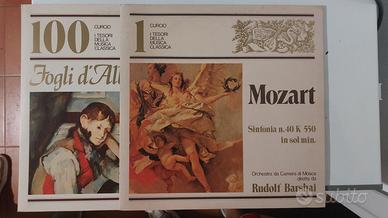 100
CURCIO
I TESORI
DELLA
MUSICA
CLASSICA
Fogli d'Al
1
CURCIO
I TESORI
DELLA
MUSICA
CLASSICA
Mozart
Sinfonia n.40 K 550
in sol min.
Orchestra da Camera di Mosca
diretta da
Rudolf Barshai
subito